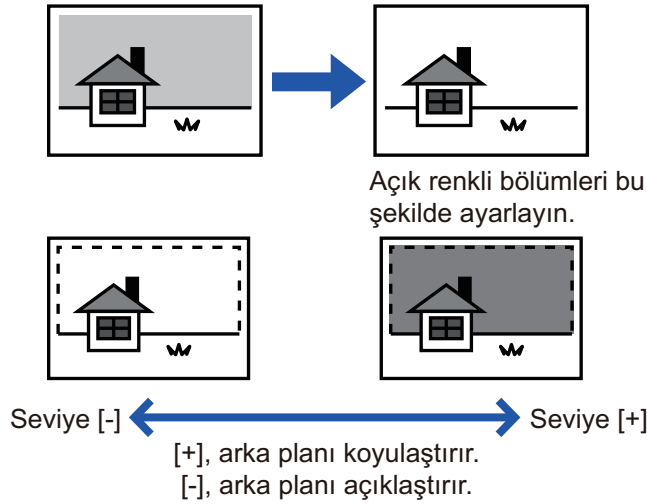 Açık renkli bölümleri bu
şekilde ayarlayın.
Seviye [-]
Seviye [+]
[+], arka planı koyulaştırır.
[-], arka planı açıklaştırır.